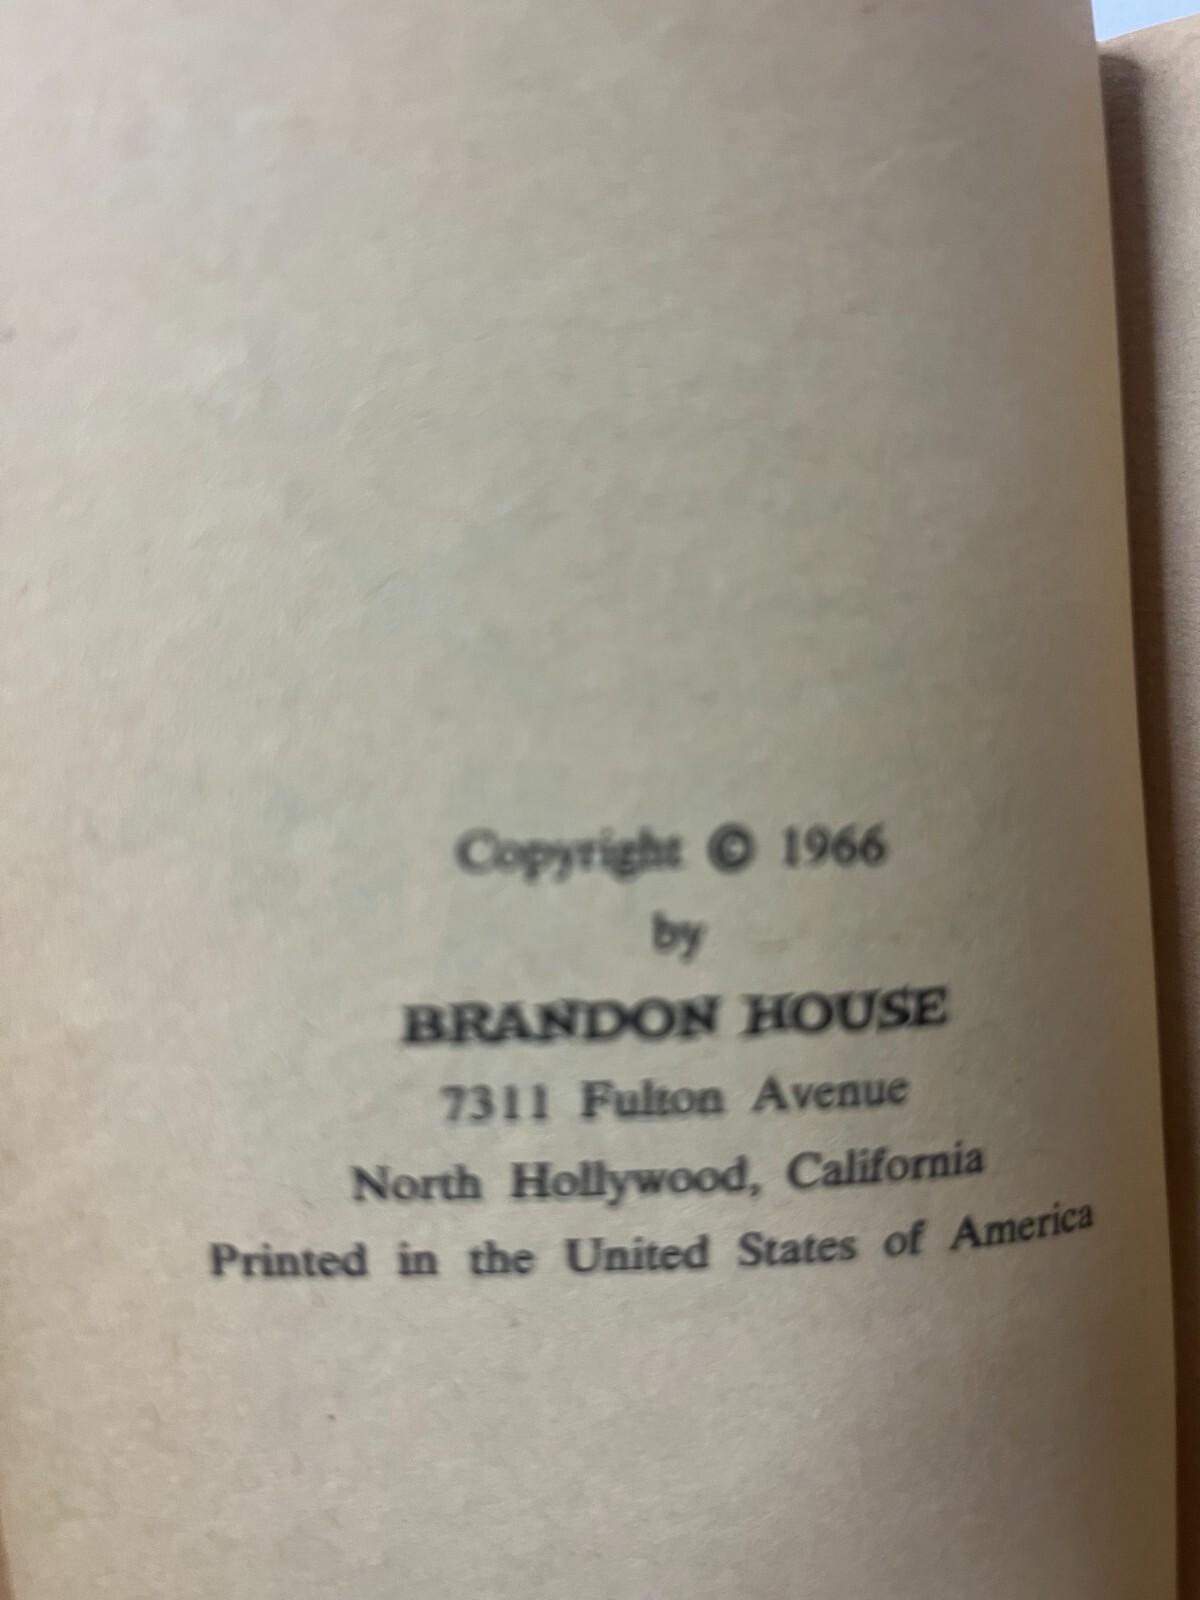 Copyright © 1966
by
BRANDON HOUSE
7311 Fulton Avenue
North Hollywood, California
Printed in the United States of America